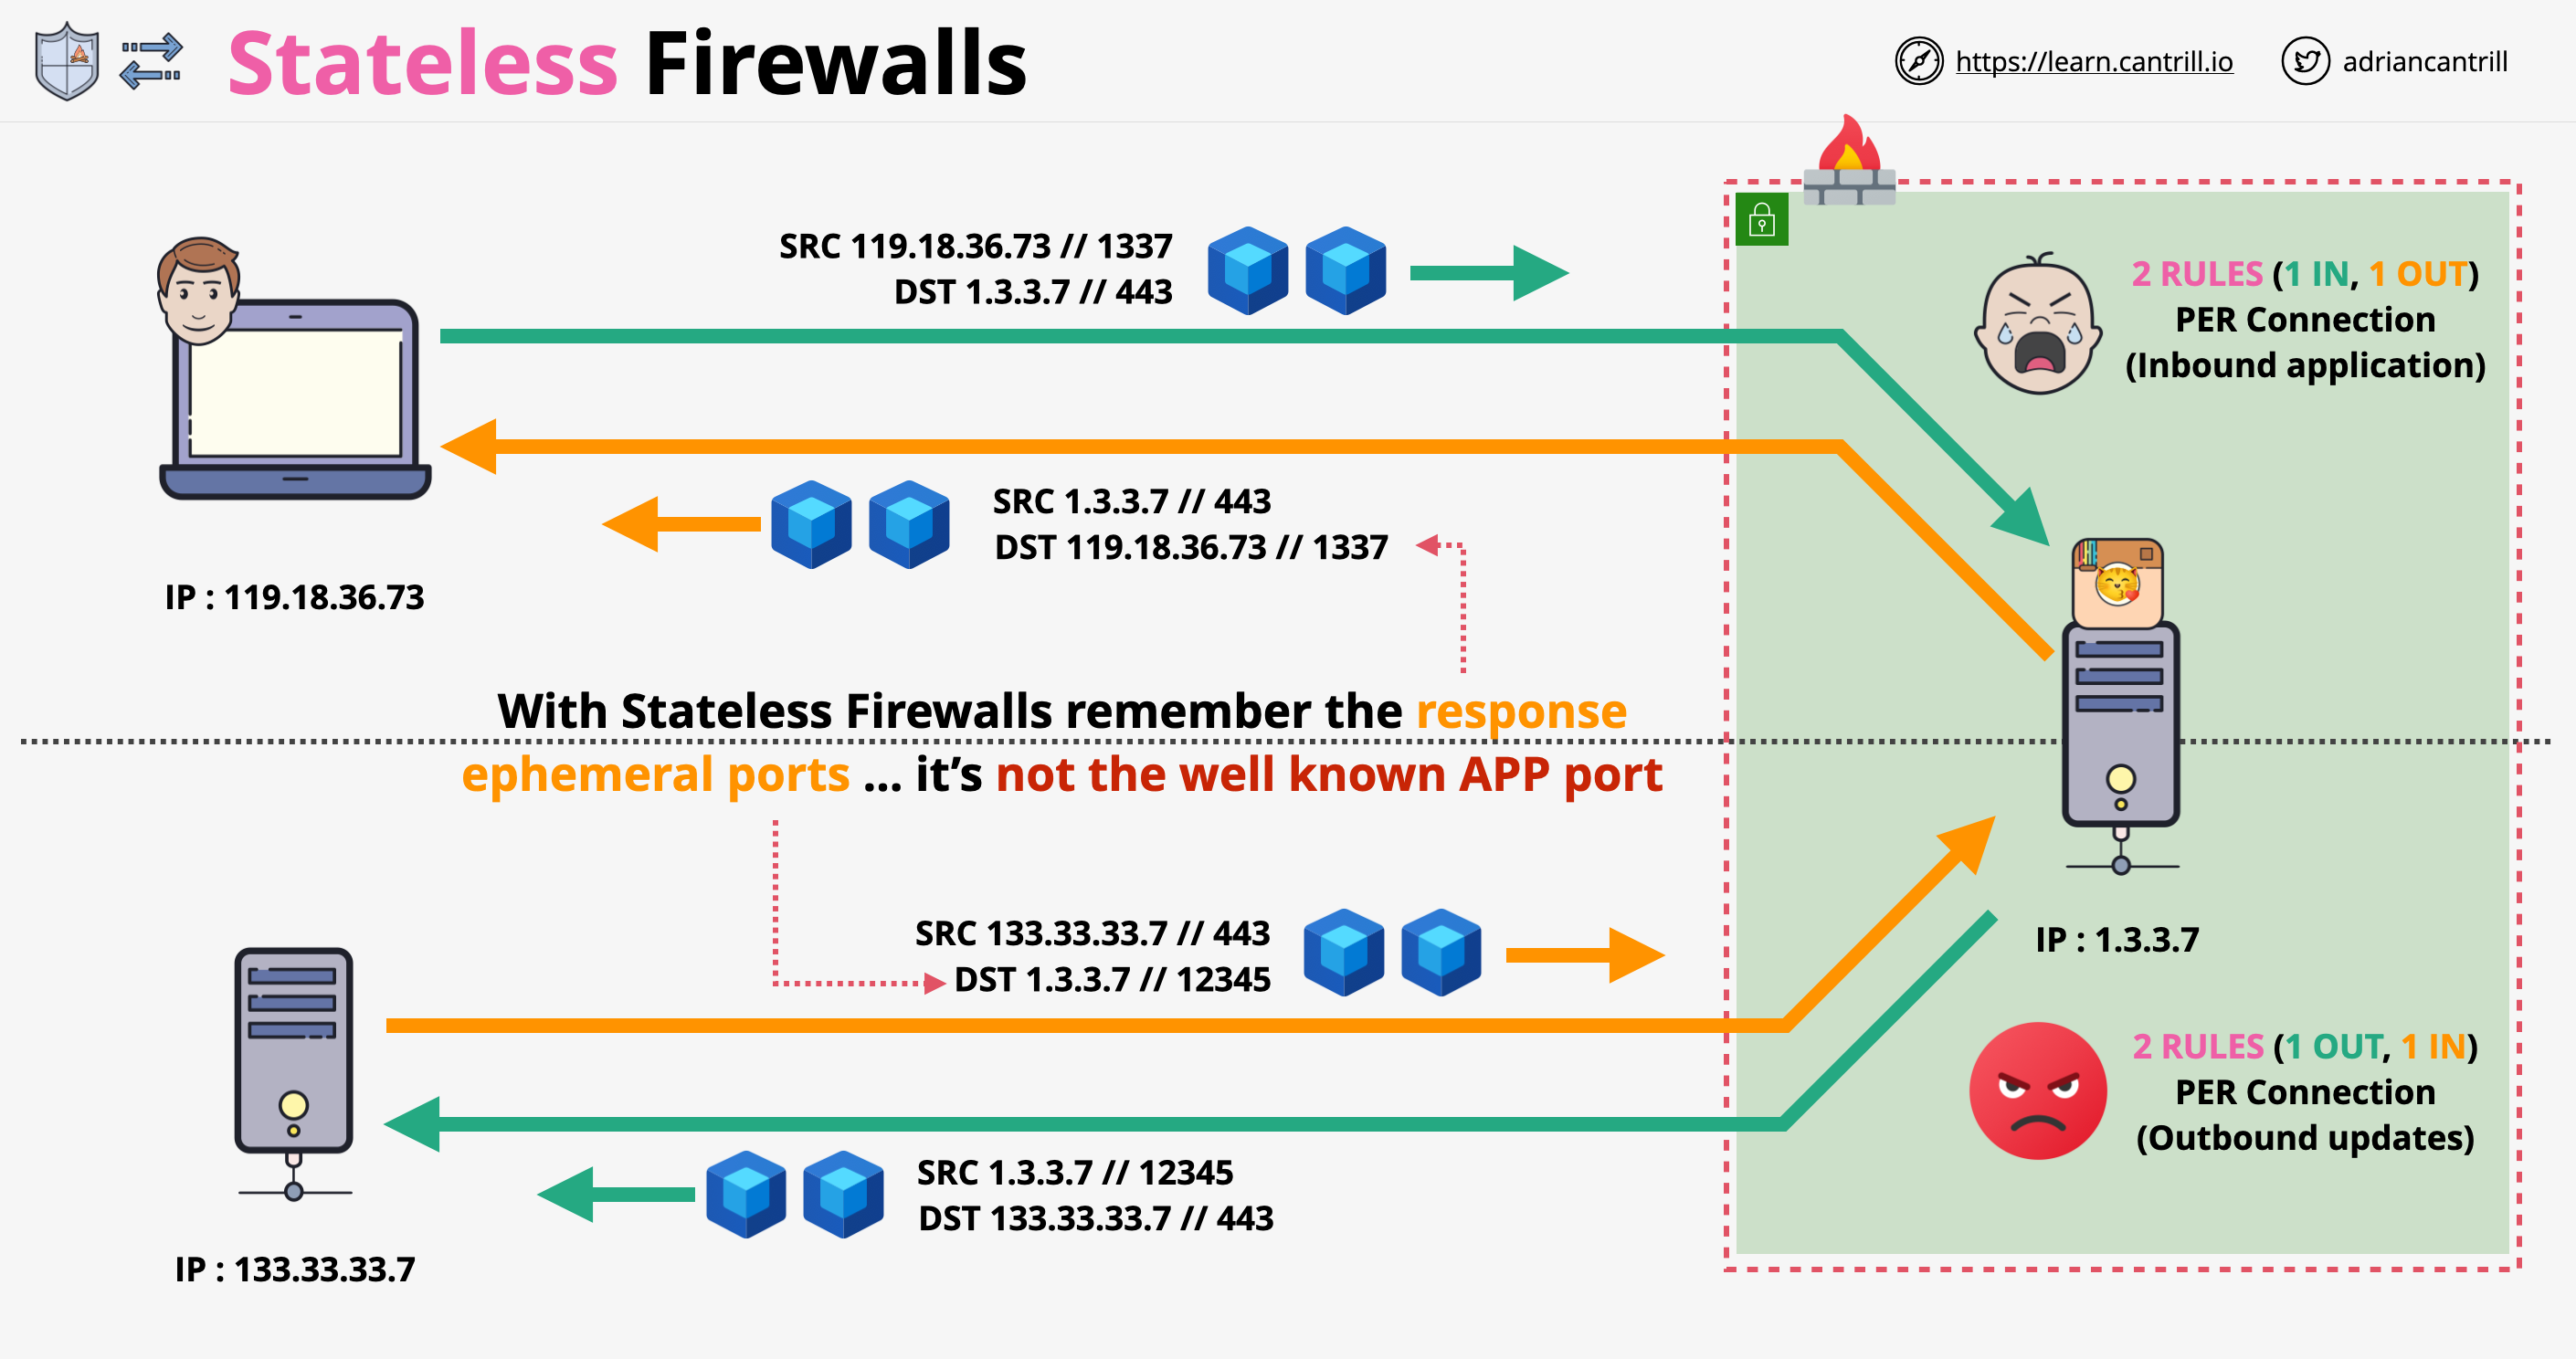 Stateless Firewalls
https://learn.cantrill.io
adriancantrill
SRC 119.18.36.73 // 1337
DST 1.3.3.7 // 443
2 RULES (1 IN, 1 OUT)
PER Connection
(Inbound application)
SRC 1.3.3.7 // 443
DST 119.18.36.73 // 1337
IP : 119.18.36.73
With Stateless Firewalls remember the response
ephemeral ports ... it’s not the well known APP port
SRC 133.33.33.7 // 443
DST 1.3.3.7 // 12345
IP : 1.3.3.7
2 RULES (1 OUT, 1 IN)
PER Connection
(Outbound updates)
SRC 1.3.3.7 // 12345
DST 133.33.33.7 // 443
IP : 133.33.33.7